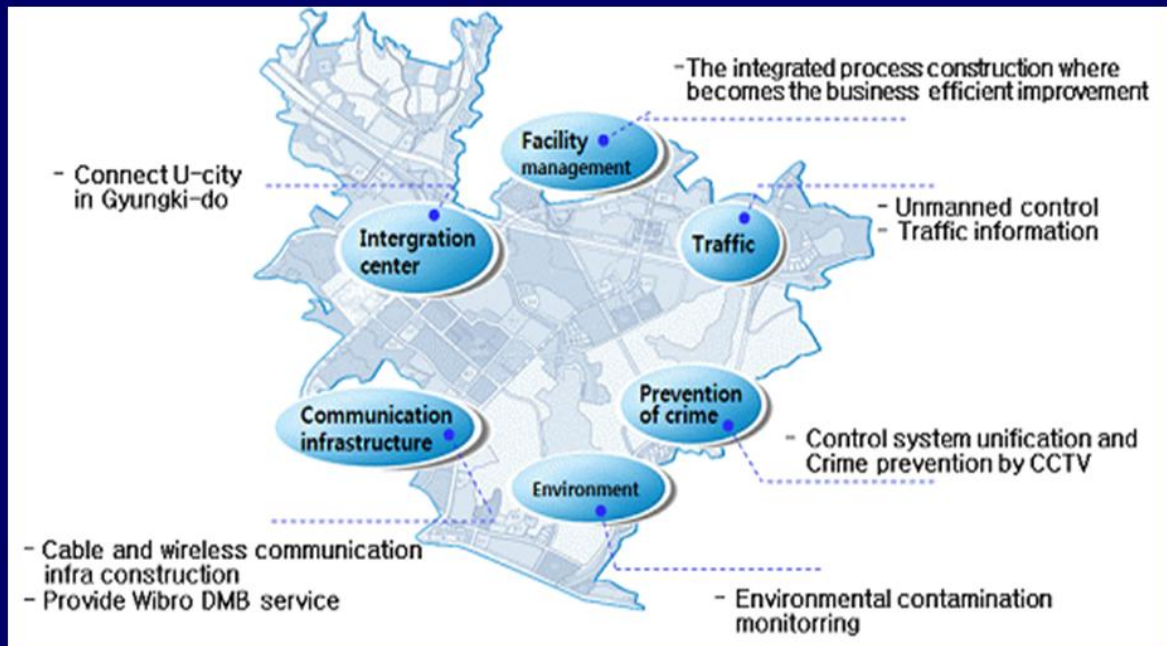 -The integrated process construction where
becomes the business efficient improvement
Facility
management
- Connect U-city
in Gyungki-do
Intergration
center
Traffic
- Unmanned control
- Traffic information
Communication
infrastructure
Prevention
of crime
- Control system unification and
Crime prevention by CCTV
Environment
- Cable and wireless communication
infra construction
- Provide Wibro DMB service
- Environmental contamination
monitorring